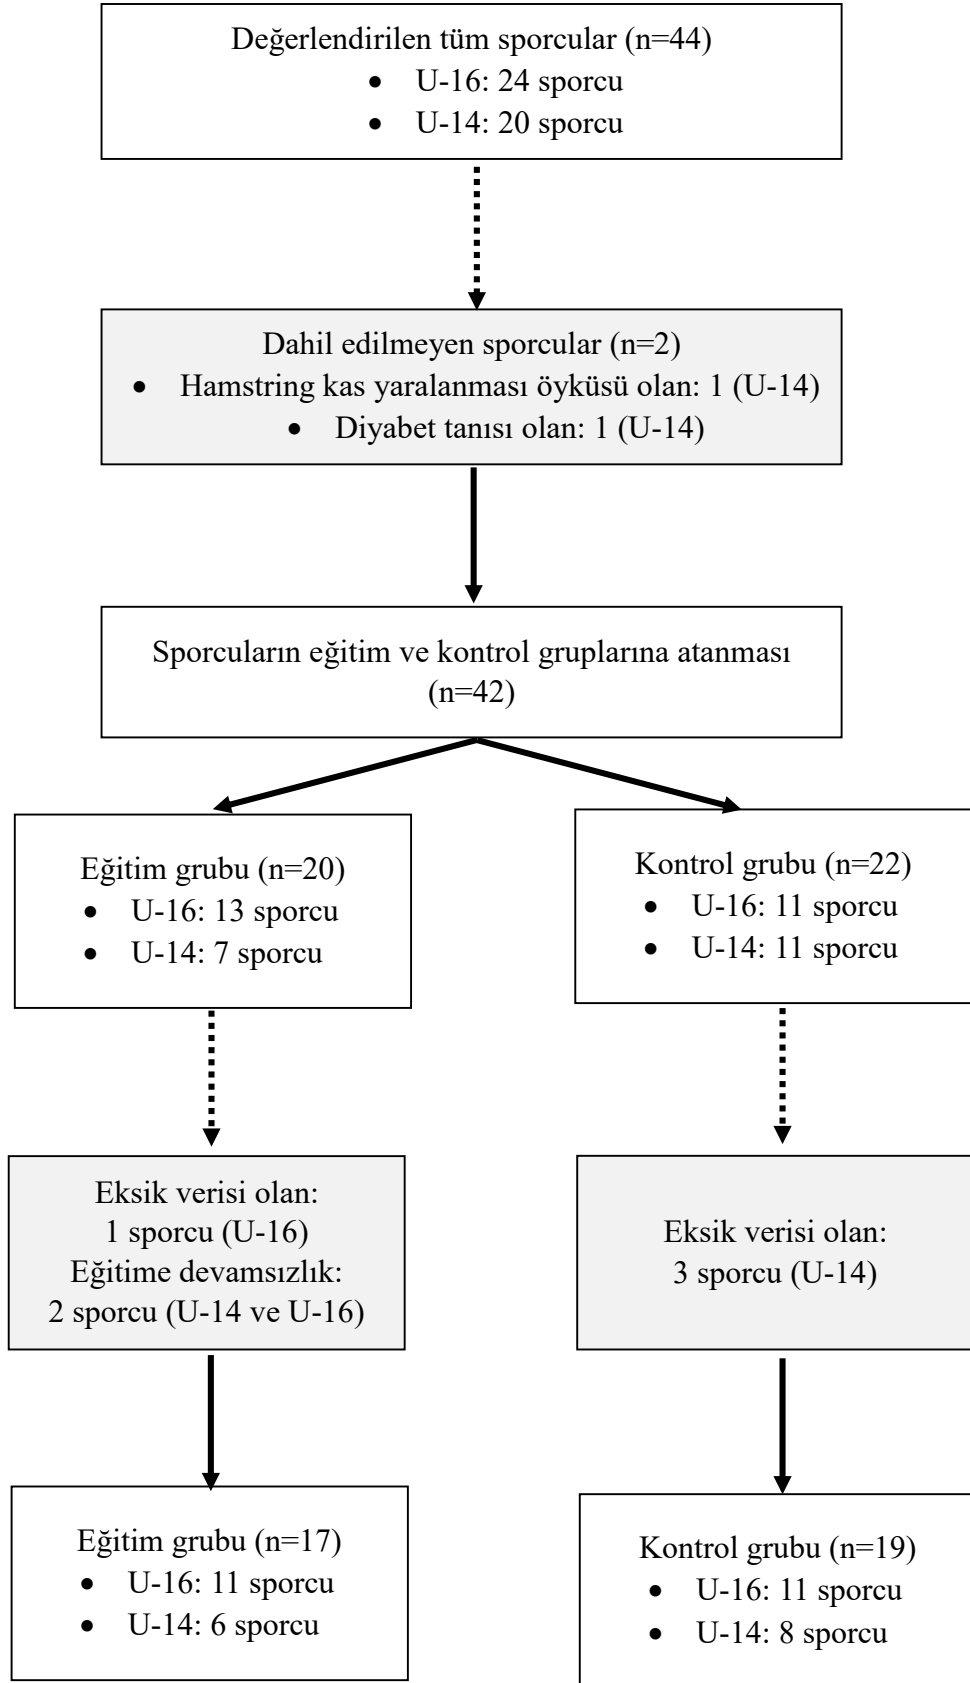 Değerlendirilen tüm sporcular (n=44)
• U-16: 24 sporcu
• U-14: 20 sporcu
Dahil edilmeyen sporcular (n=2)
• Hamstring kas yaralanması öyküsü olan: 1 (U-14)
• Diyabet tanısı olan: 1 (U-14)
Sporcuların eğitim ve kontrol gruplarına atanması
(n=42)
Eğitim grubu (n=20)
• U-16: 13 sporcu
• U-14: 7 sporcu
Kontrol grubu (n=22)
• U-16: 11 sporcu
• U-14: 11 sporcu
Eksik verisi olan:
1 sporcu (U-16)
Eğitime devamsızlık:
2 sporcu (U-14 ve U-16)
Eksik verisi olan:
3 sporcu (U-14)
Eğitim grubu (n=17)
• U-16: 11 sporcu
• U-14: 6 sporcu
Kontrol grubu (n=19)
• U-16: 11 sporcu
• U-14: 8 sporcu